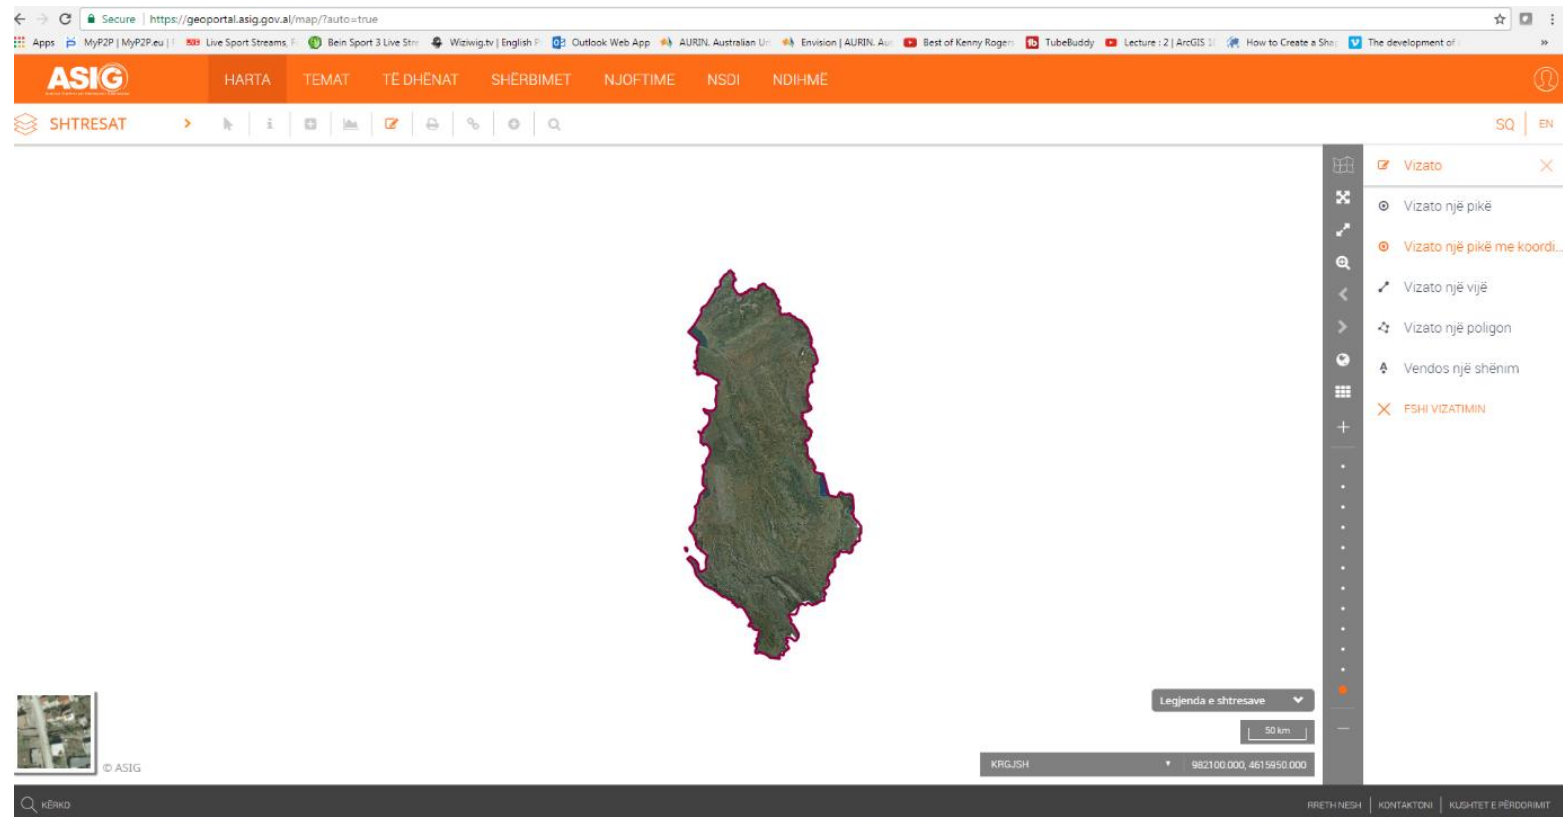 Secure https://geoportal.asig.gov.al/map/?auto=true
Apps MyP2P | MyP2P.eu | Live Sport Streams, Bein Sport 3 Live Stre Wiziwig.tv | English Outlook Web App AURIN. Australian Ur Envision | AURIN. Au Best of Kenny Roger TubeBuddy Lecture : 2 | ArcGIS How to Create a Sha The development of »
ASIG HARTA TEMAT TË DHËNAT SHËRBIMET NJOFTIME NSDI NDIHMË
SHTRESAT SQ EN
Vizato
Vizato një pikë
Vizato një pikë me koordi...
Vizato një vijë
Vizato një poligon
Vendos një shënim
FSHI VIZATIMIN
Legjenda e shtresave
50 km
© ASIG KRGJSH 982100.000, 4615950.000
KËRKO RRETH NESH KONTAKTONI KUSHTET E PËRDORIMIT